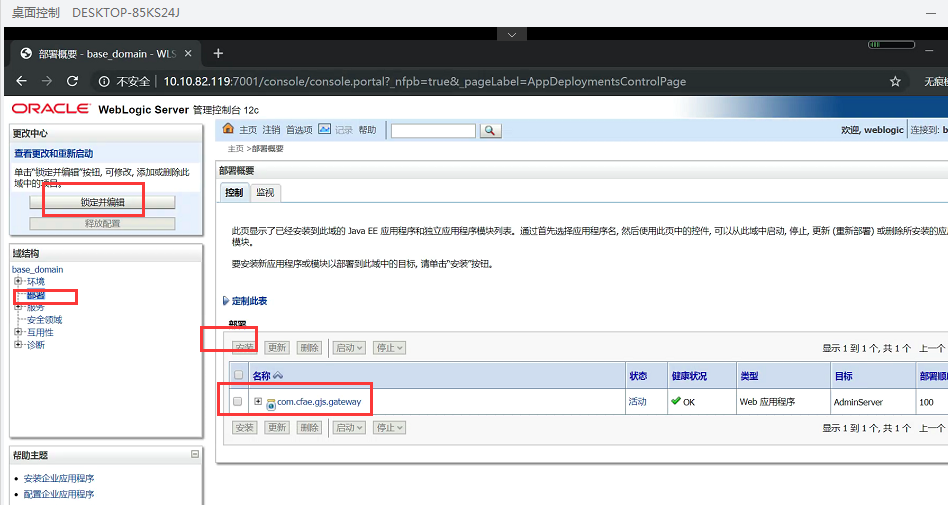 桌面控制 DESKTOP-85KS24J
部署概要 - base_domain - WLS
不安全 10.10.82.119:7001/console/console.portal?_nfpb=true&_pageLabel=AppDeploymentsControlPage
ORACLE WebLogic Server 管理控制台 12c
更改中心
查看更改和重新启动
单击"锁定并编辑"按钮, 可修改, 添加或删除此
域中的项目。
锁定并编辑
释放配置
域结构
base_domain
环境
部署
服务
安全领域
互用性
诊断
帮助主题
安装企业应用程序
配置企业应用程序
主页 注销 首选项 记录 帮助
欢迎, weblogic 连接到:
主页 >部署概要
部署概要
控制 监视
此页显示了已经安装到此域的 Java EE 应用程序和独立应用程序模块列表。通过首先选择应用程序名, 然后使用此页中的控件, 可以从此域中启动, 停止, 更新 (重新部署) 或删除所安装的应
模块。
要安装新应用程序或模块以部署到此域中的目标, 请单击"安装"按钮。
定制此表
部署
安装 更新 删除 启动 停止 显示 1 到 1 个, 共 1 个 上一个
名称 状态 健康状况 类型 目标 部署顺
com.cfae.gjs.gateway 活动 OK Web 应用程序 AdminServer 100
安装 更新 删除 启动 停止 显示 1 到 1 个, 共 1 个 上一个